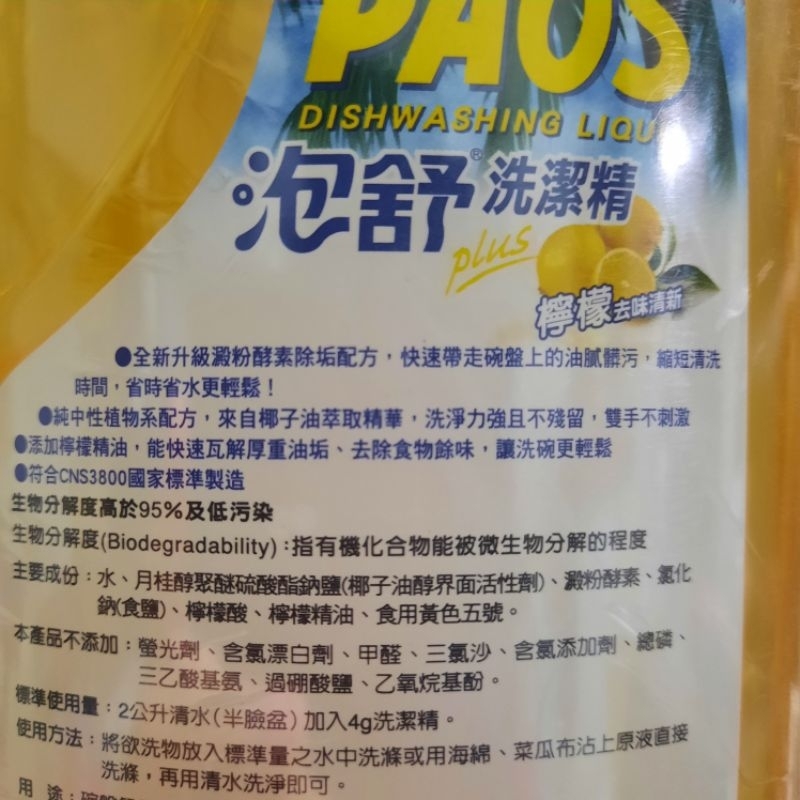 PAOS
DISHWASHING LIQU
泡舒®洗潔精
plus
檸檬去味清新
●全新升級澱粉酵素除垢配方，快速帶走碗盤上的油膩髒污，縮短清洗
時間，省時省水更輕鬆！
●純中性植物系配方，來自椰子油萃取精華，洗淨力強且不殘留，雙手不刺激
●添加檸檬精油，能快速瓦解厚重油垢、去除食物餘味，讓洗碗更輕鬆
●符合CNS3800國家標準製造
生物分解度高於95%及低污染
生物分解度(Biodegradability)：指有機化合物能被微生物分解的程度
主要成份：水、月桂醇聚醚硫酸酯鈉鹽(椰子油醇界面活性劑)、澱粉酵素、氯化
鈉(食鹽)、檸檬酸、檸檬精油、食用黃色五號。
本產品不添加：螢光劑、含氯漂白劑、甲醛、三氯沙、含氯添加劑、總磷、
三乙酸基氨、過硼酸鹽、乙氧烷基酚。
標準使用量：2公升清水(半臉盆)加入4g洗潔精。
使用方法：將欲洗物放入標準量之水中洗滌或用海綿、菜瓜布沾上原液直接
洗滌，再用清水洗淨即可。
用 途：